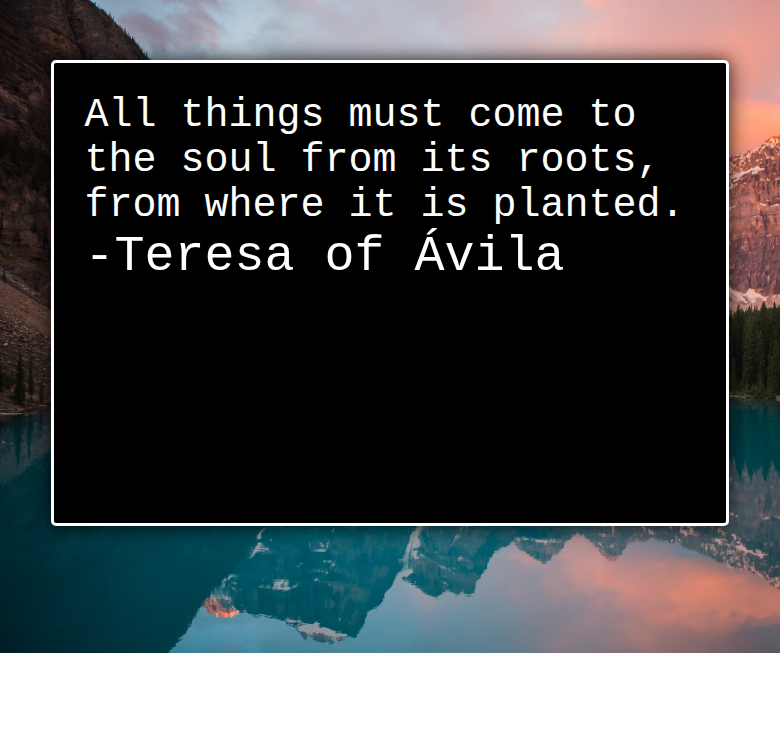 All things must come to
the soul from its roots,
from where it is planted.
-Teresa of Ávila